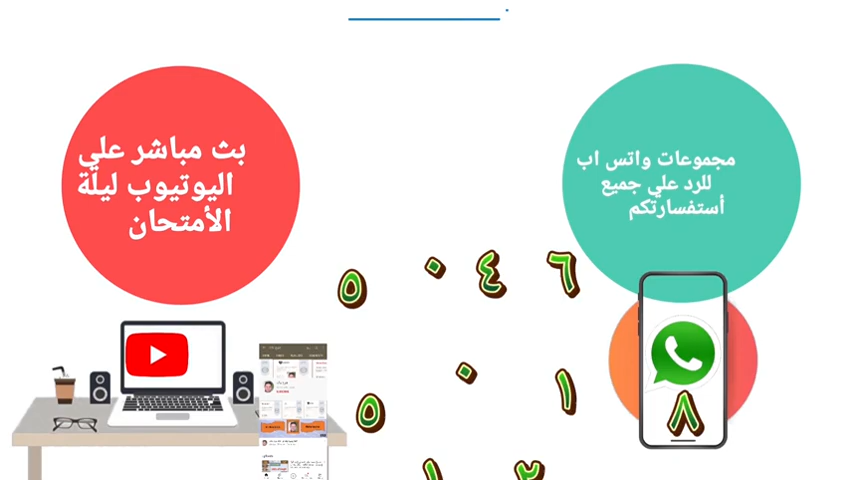 مجموعات واتس اب
للرد علي جميع
أستفسارتكم
بث مباشر علي
اليوتيوب ليلة
الأمتحان
٥ ٠ ٤ ٦
٥ ٠ ١ ٨